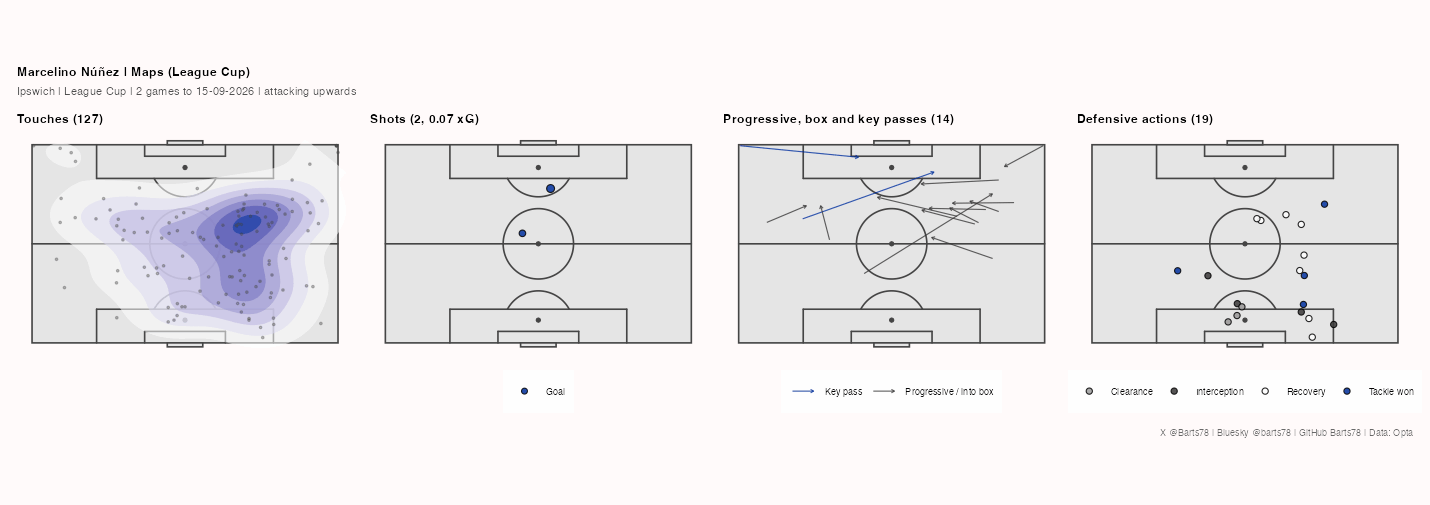 Marcelino Núñez | Maps (League Cup)
Ipswich | League Cup | 2 games to 15-09-2026 | attacking upwards
Touches (127)
Shots (2, 0.07 xG)
Progressive, box and key passes (14)
Defensive actions (19)
Goal
Key pass
Progressive / into box
Clearance
Interception
Recovery
Tackle won
X @Barts78 | Bluesky @barts78 | GitHub Barts78 | Data: Opta